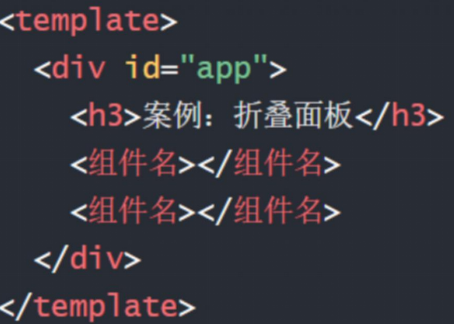 <template>
<div id="app">
<h3>案例：折叠面板</h3>
<组件名></组件名>
<组件名></组件名>
</div>
</template>